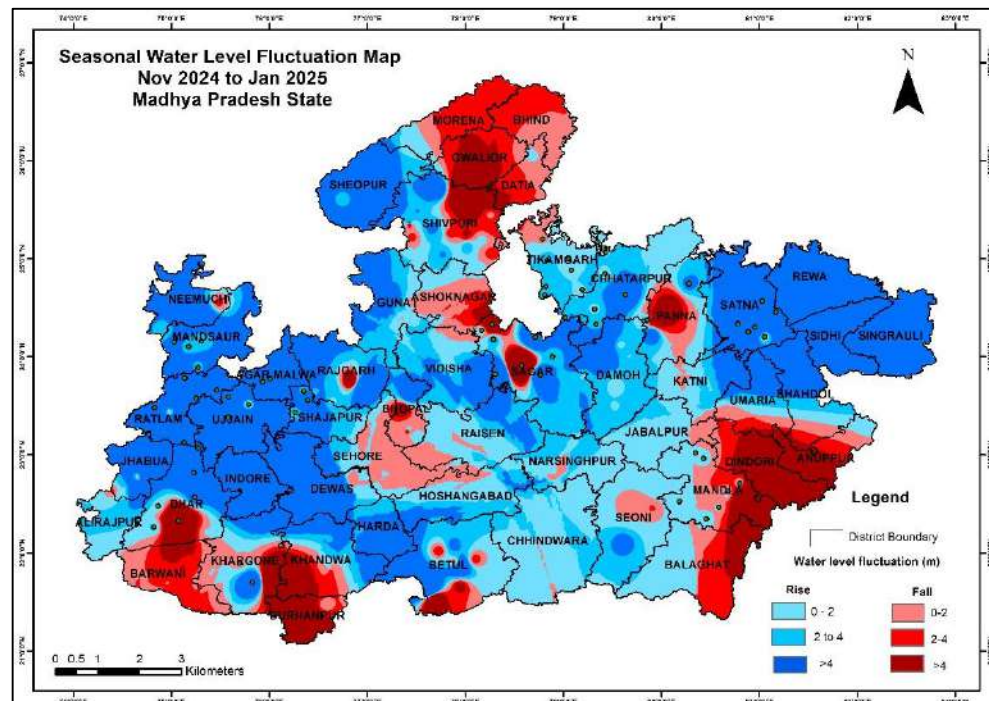 Seasonal Water Level Fluctuation Map
Nov 2024 to Jan 2025
Madhya Pradesh State
N
MORENA
BHIND
GWALIOR
SHEOPUR
DATIA
SHIVPURI
TIKAMGARH
NEEMUCH
GUNA
ASHOKNAGAR
CHHATARPUR
REWA
SATNA
PANNA
MANDSAUR
SIDHI
SINGRAULI
AGAR-MALWA
RAJGARH
VIDISHA
SAGAR
DAMOH
KATNI
RATLAM
UJJAIN
SHAJAPUR
BHOPAL
UMARIA
SHAHDOL
RAISEN
JABALPUR
JHABUA
SEHORE
NARSINGHPUR
DINDORI
ANUPPUR
INDORE
DEWAS
HOSHANGABAD
MANDLA
ALIRAJPUR
DHAR
HARDA
SEONI
CHHINDWARA
BARWANI
KHARGONE
KHANDWA
BETUL
BALAGHAT
BURHANPUR
Legend
District Boundary
Water level fluctuation (m)
Rise
Fall
0 - 2
0-2
2 to 4
2-4
>4
>4
0 0.5 1 2 3
Kilometers